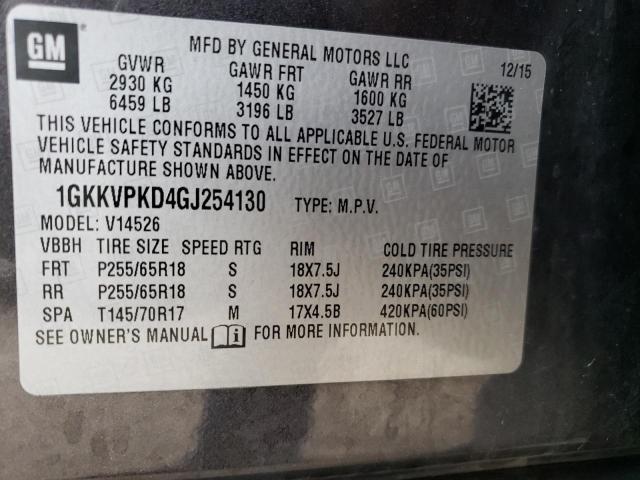 GM
MFD BY GENERAL MOTORS LLC
12/15
GVWR GAWR FRT GAWR RR
2930 KG 1450 KG 1600 KG
6459 LB 3196 LB 3527 LB
THIS VEHICLE CONFORMS TO ALL APPLICABLE U.S. FEDERAL MOTOR
VEHICLE SAFETY STANDARDS IN EFFECT ON THE DATE OF
MANUFACTURE SHOWN ABOVE.
1GKKVPKD4GJ254130 TYPE: M.P.V.
MODEL: V14526
VBBH TIRE SIZE SPEED RTG RIM COLD TIRE PRESSURE
FRT P255/65R18 S 18X7.5J 240KPA(35PSI)
RR P255/65R18 S 18X7.5J 240KPA(35PSI)
SPA T145/70R17 M 17X4.5B 420KPA(60PSI)
SEE OWNER'S MANUAL FOR MORE INFORMATION.